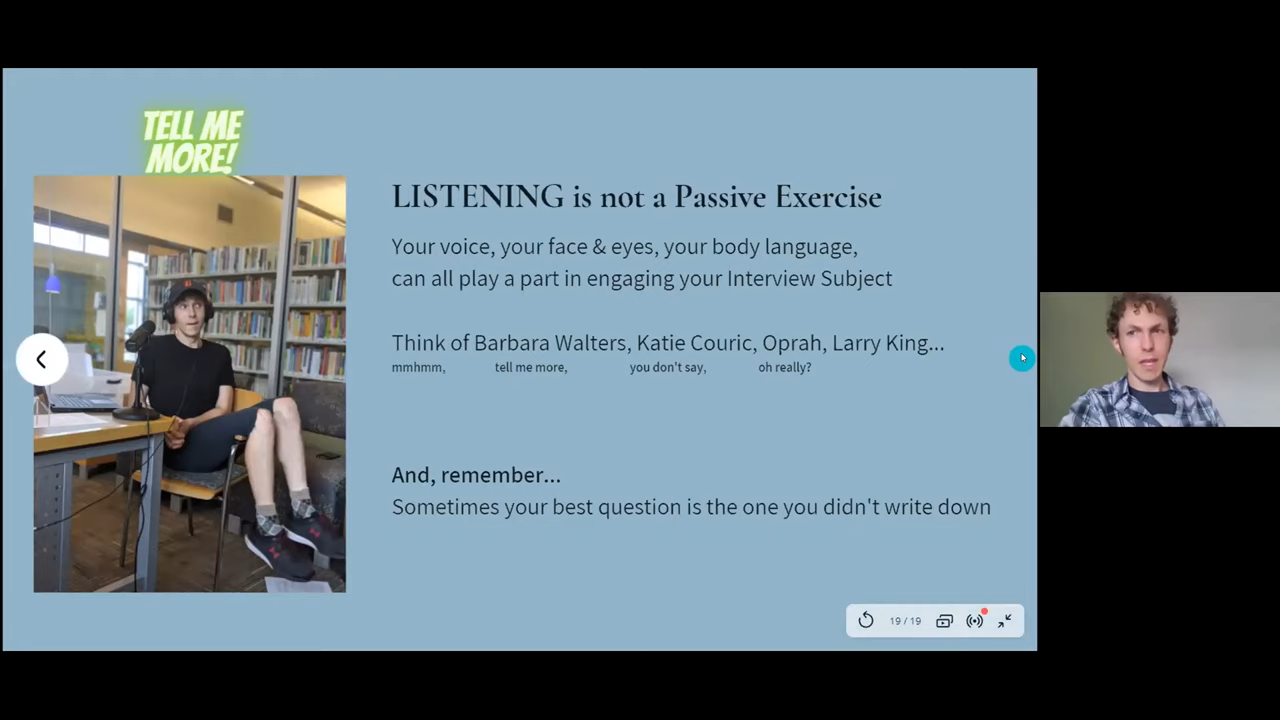 TELL ME
MORE!
LISTENING is not a Passive Exercise
Your voice, your face & eyes, your body language,
can all play a part in engaging your Interview Subject
Think of Barbara Walters, Katie Couric, Oprah, Larry King...
mmhmm, tell me more, you don't say, oh really?
And, remember...
Sometimes your best question is the one you didn't write down
19 / 19